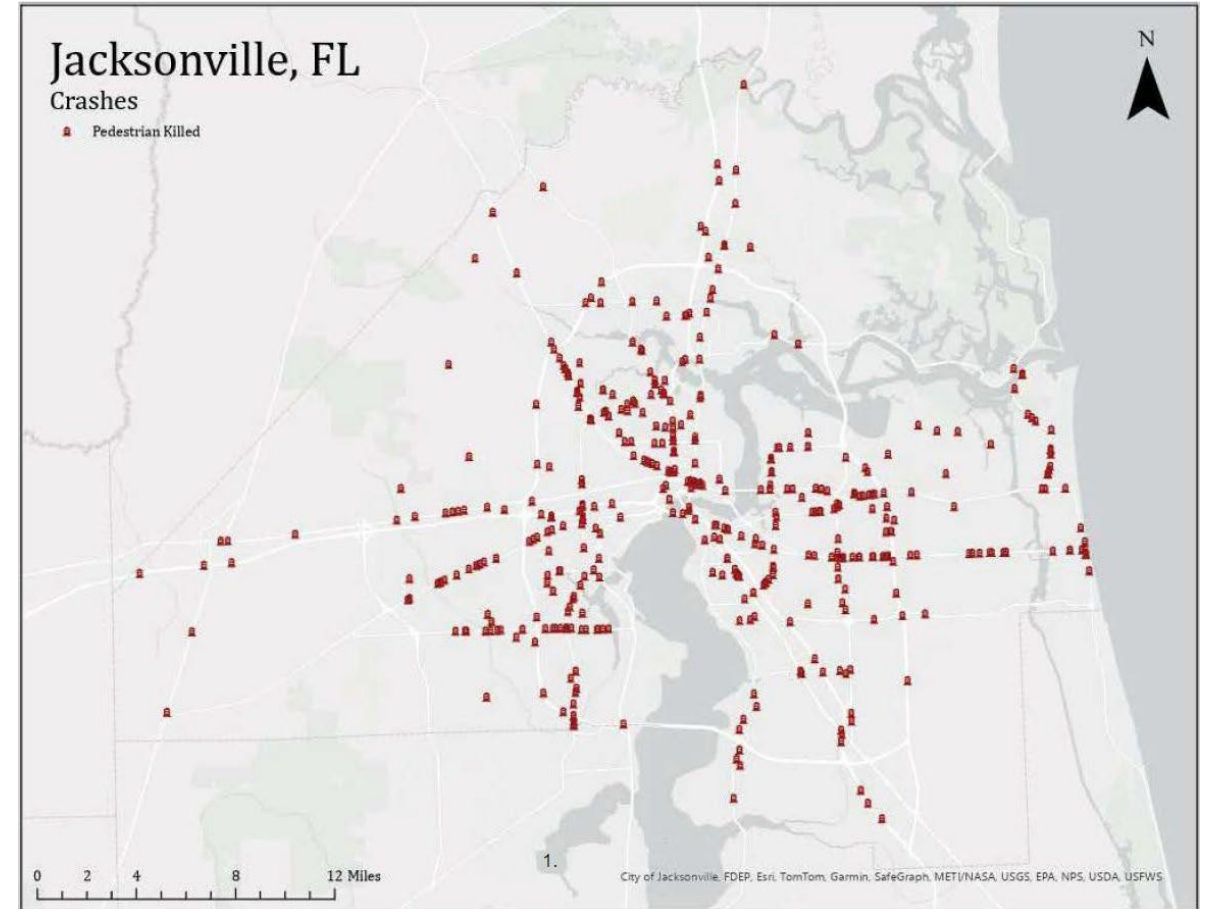 Jacksonville, FL
Crashes
Pedestrian Killed
N
1.
0 2 4 8 12 Miles
City of Jacksonville, FDEP, Esri, TomTom, Garmin, SafeGraph, METI/NASA, USGS, EPA, NPS, USDA, USFWS